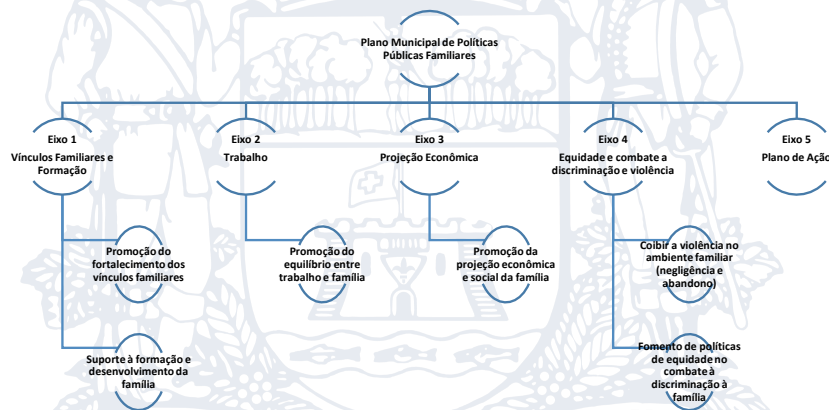 Plano Municipal de Políticas
Públicas Familiares
Eixo 1
Vínculos Familiares e
Formação
Eixo 2
Trabalho
Eixo 3
Projeção Econômica
Eixo 4
Equidade e combate a
discriminação e violência
Eixo 5
Plano de Ação
Promoção do
fortalecimento dos
vínculos familiares
Suporte à formação e
desenvolvimento da
família
Promoção do
equilíbrio entre
trabalho e família
Promoção da
projeção econômica
e social da família
Coibir a violência no
ambiente familiar
(negligência e
abandono)
Fomento de políticas
de equidade no
combate à
discriminação à
família